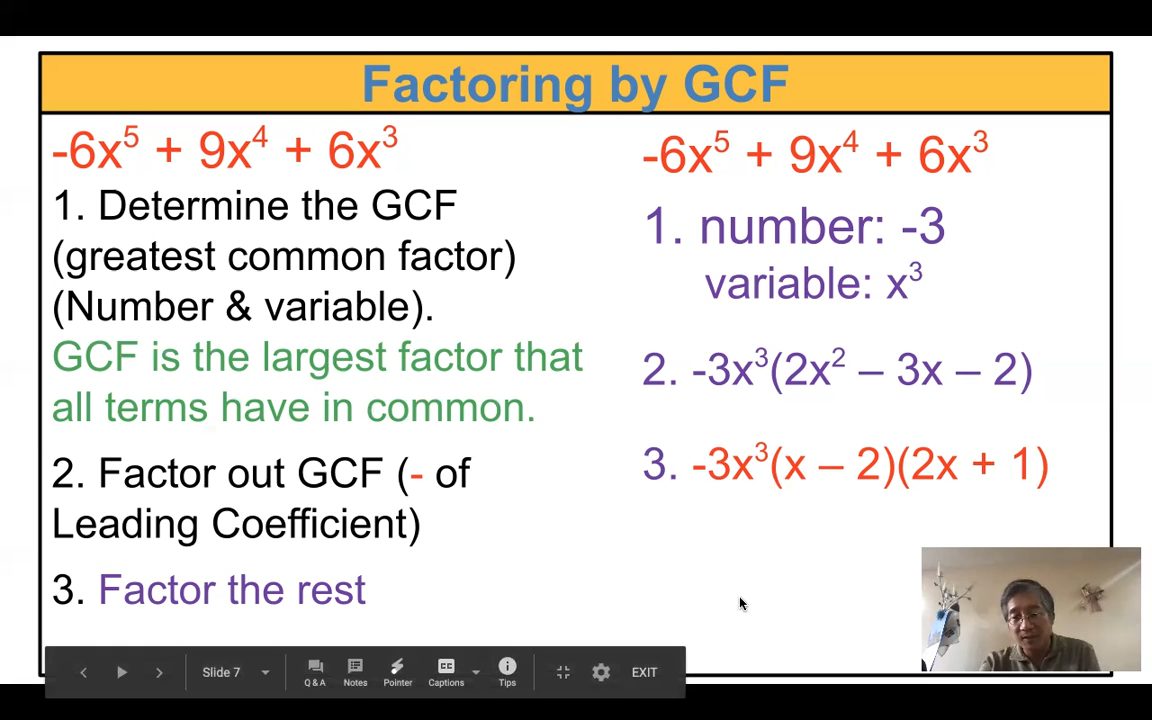 Factoring by GCF
-6x⁵ + 9x⁴ + 6x³
1. Determine the GCF
(greatest common factor)
(Number & variable).
GCF is the largest factor that
all terms have in common.
2. Factor out GCF (- of
Leading Coefficient)
3. Factor the rest
-6x⁵ + 9x⁴ + 6x³
1. number: -3
variable: x³
2. -3x³(2x² – 3x – 2)
3. -3x³(x – 2)(2x + 1)
Slide 7
Q & A
Notes
Pointer
Captions
Tips
EXIT